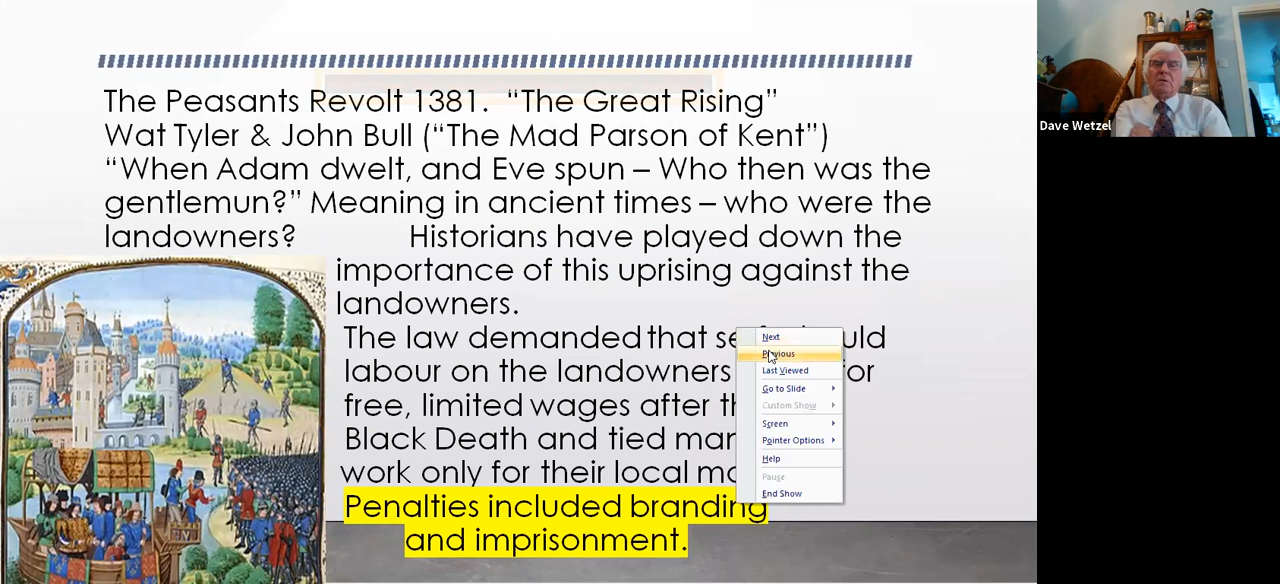 The Peasants Revolt 1381. “The Great Rising”
Wat Tyler & John Bull (“The Mad Parson of Kent”)
“When Adam dwelt, and Eve spun – Who then was the
gentlemun?” Meaning in ancient times – who were the
landowners? Historians have played down the
importance of this uprising against the
landowners.
The law demanded that
labour on the landowners for
free, limited wages after
Black Death and tied
work only for their local
Penalties included branding
and imprisonment.
Next
Previous
Last Viewed
Go to Slide
Custom Show
Screen
Pointer Options
Help
Pause
End Show
Dave Wetzel